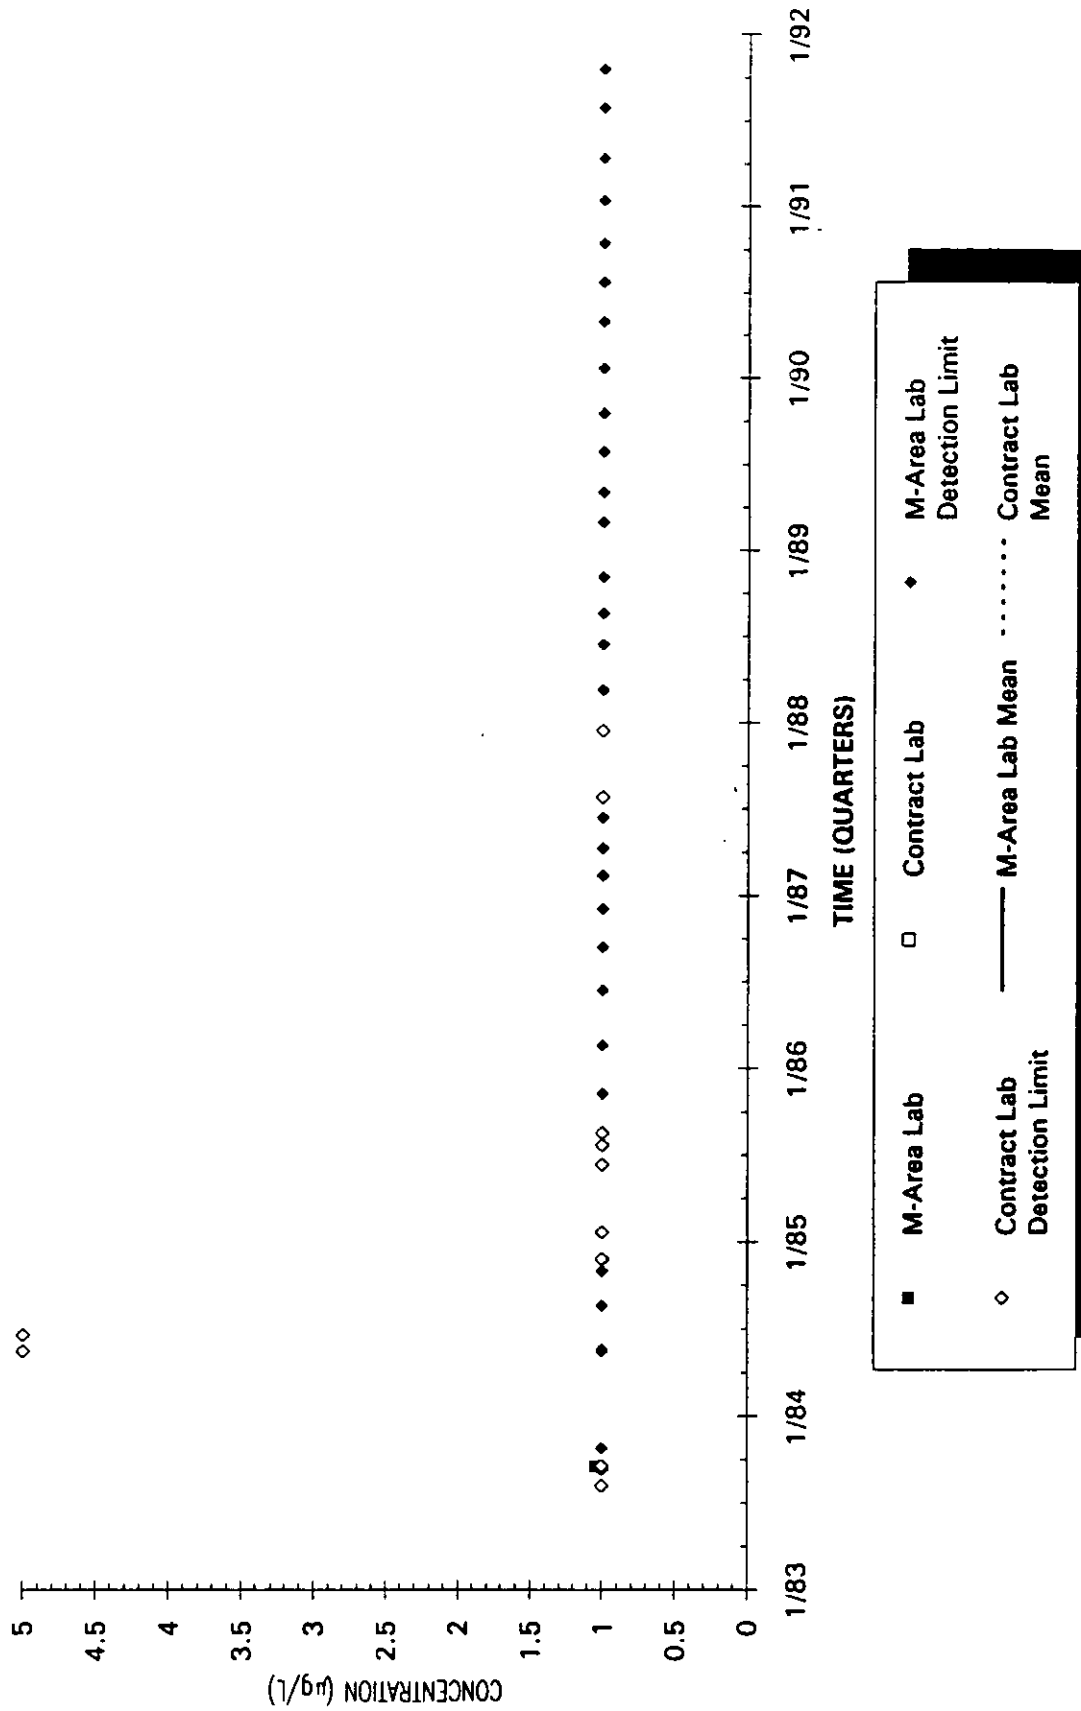 CONCENTRATION (µg/L)
5
4.5
4
3.5
3
2.5
2
1.5
1
0.5
0
1/83
1/84
1/85
1/86
1/87
1/88
1/89
1/90
1/91
1/92
TIME (QUARTERS)
M-Area Lab
Contract Lab
M-Area Lab
Detection Limit
Contract Lab
Detection Limit
M-Area Lab Mean
Contract Lab
Mean